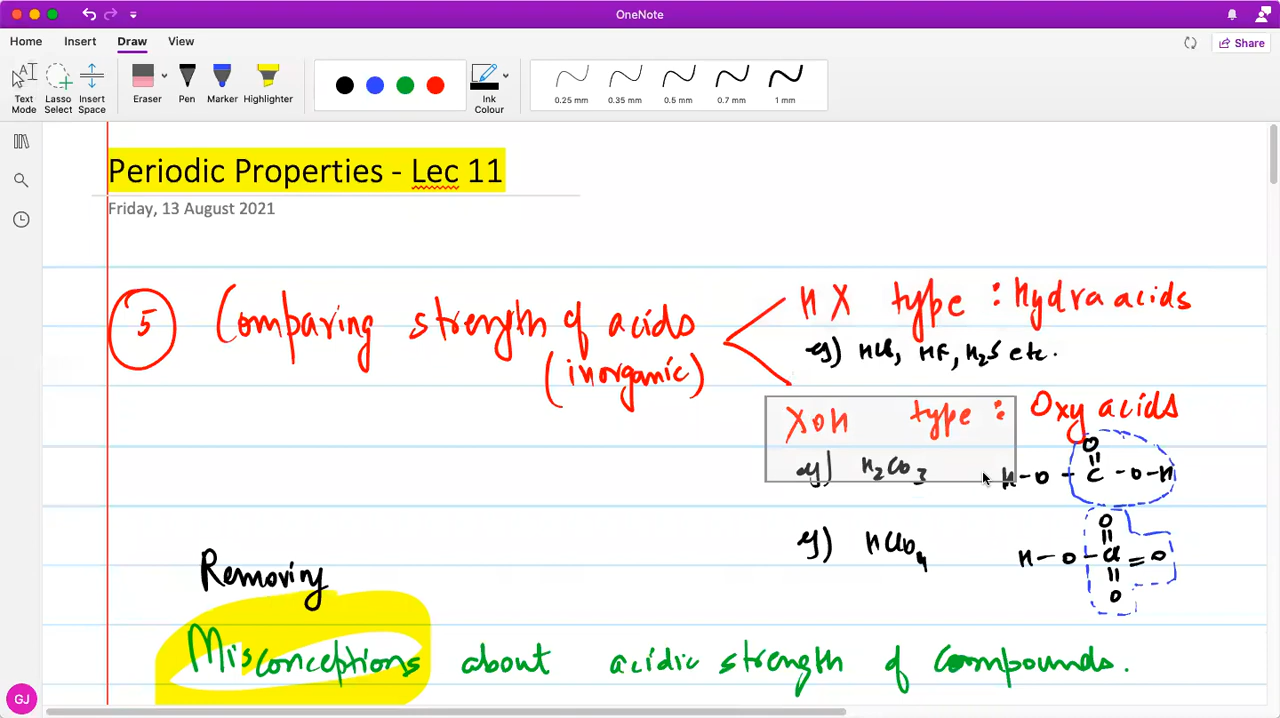 OneNote
Home Insert Draw View
Share
Text Mode
Lasso Select
Insert Space
Eraser
Pen
Marker
Highlighter
Ink Colour
0.25 mm
0.35 mm
0.5 mm
0.7 mm
1 mm
Periodic Properties - Lec 11
Friday, 13 August 2021
5 Comparing strength of acids
(inorganic)
HX type : Hydra acids
eg) HCl, HF, H2S etc.
XOH type : Oxy acids
eg) H2CO3
O
H-O-C-O-H
eg) HClO4
O
H-O-Cl=O
O
Removing
Misconceptions about acidic strength of Compounds.
GJ